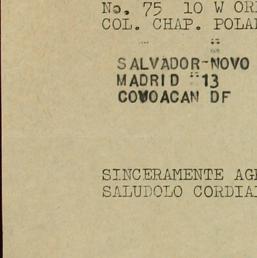 No. 75 10 W OR
COL. CHAP. POLA
SALVADOR-NOVO
MADRID 13
COYOACAN DF
SINCERAMENTE AG
SALUDOLO CORDIA